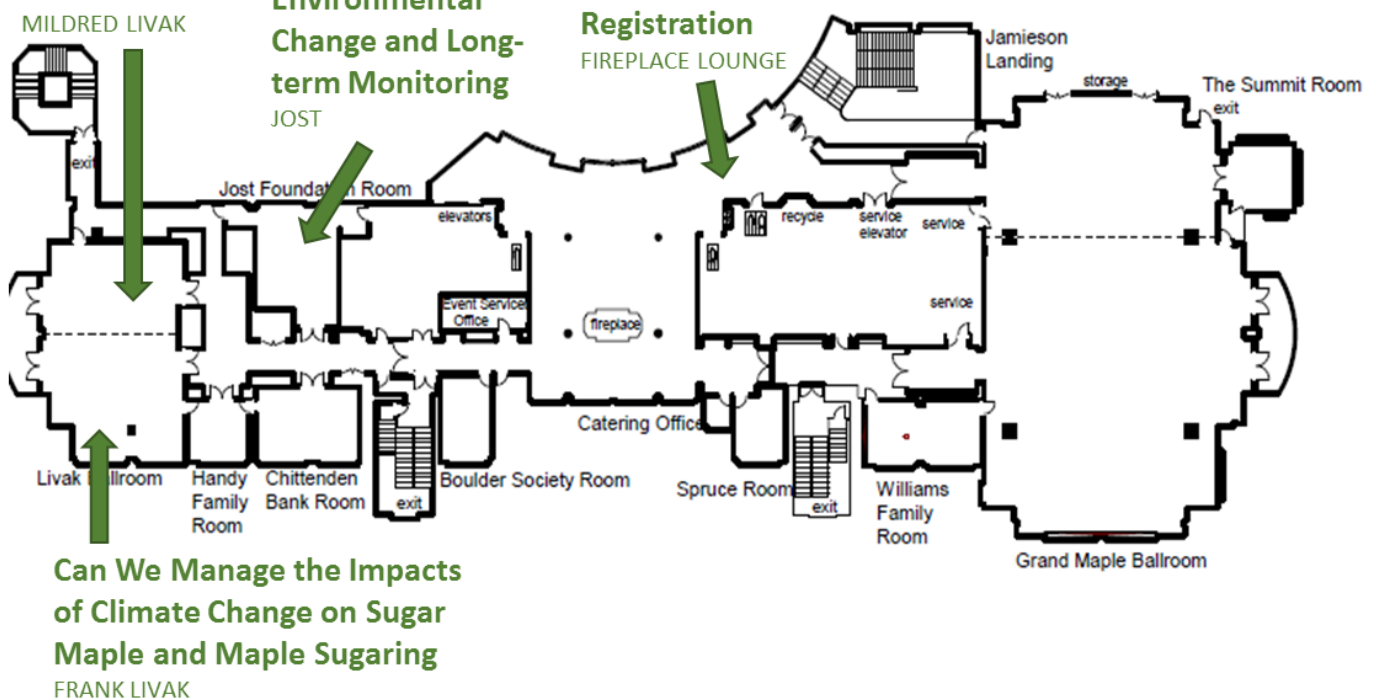 Environmental
Change and Long-
term Monitoring
JOST
MILDRED LIVAK
Registration
FIREPLACE LOUNGE
Jamieson
Landing
storage
The Summit Room
exit
exit
Jost Foundation Room
elevators
recycle
service
elevator
service
service
Event Service
Office
fireplace
Catering Office
Livak Ballroom
Handy
Family
Room
Chittenden
Bank Room
exit
Boulder Society Room
Spruce Room
exit
Williams
Family
Room
Grand Maple Ballroom
Can We Manage the Impacts
of Climate Change on Sugar
Maple and Maple Sugaring
FRANK LIVAK